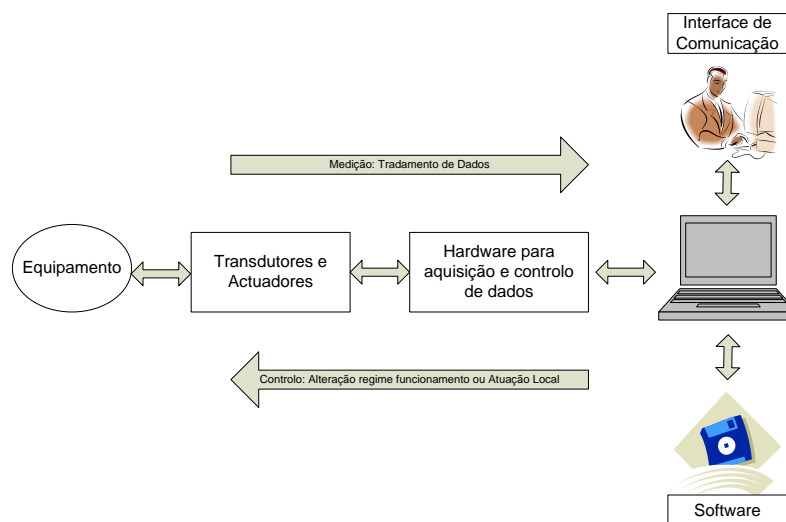 Interface de
Comunicação
Medição: Tradamento de Dados
Equipamento
Transdutores e
Actuadores
Hardware para
aquisição e controlo
de dados
Controlo: Alteração regime funcionamento ou Atuação Local
Software